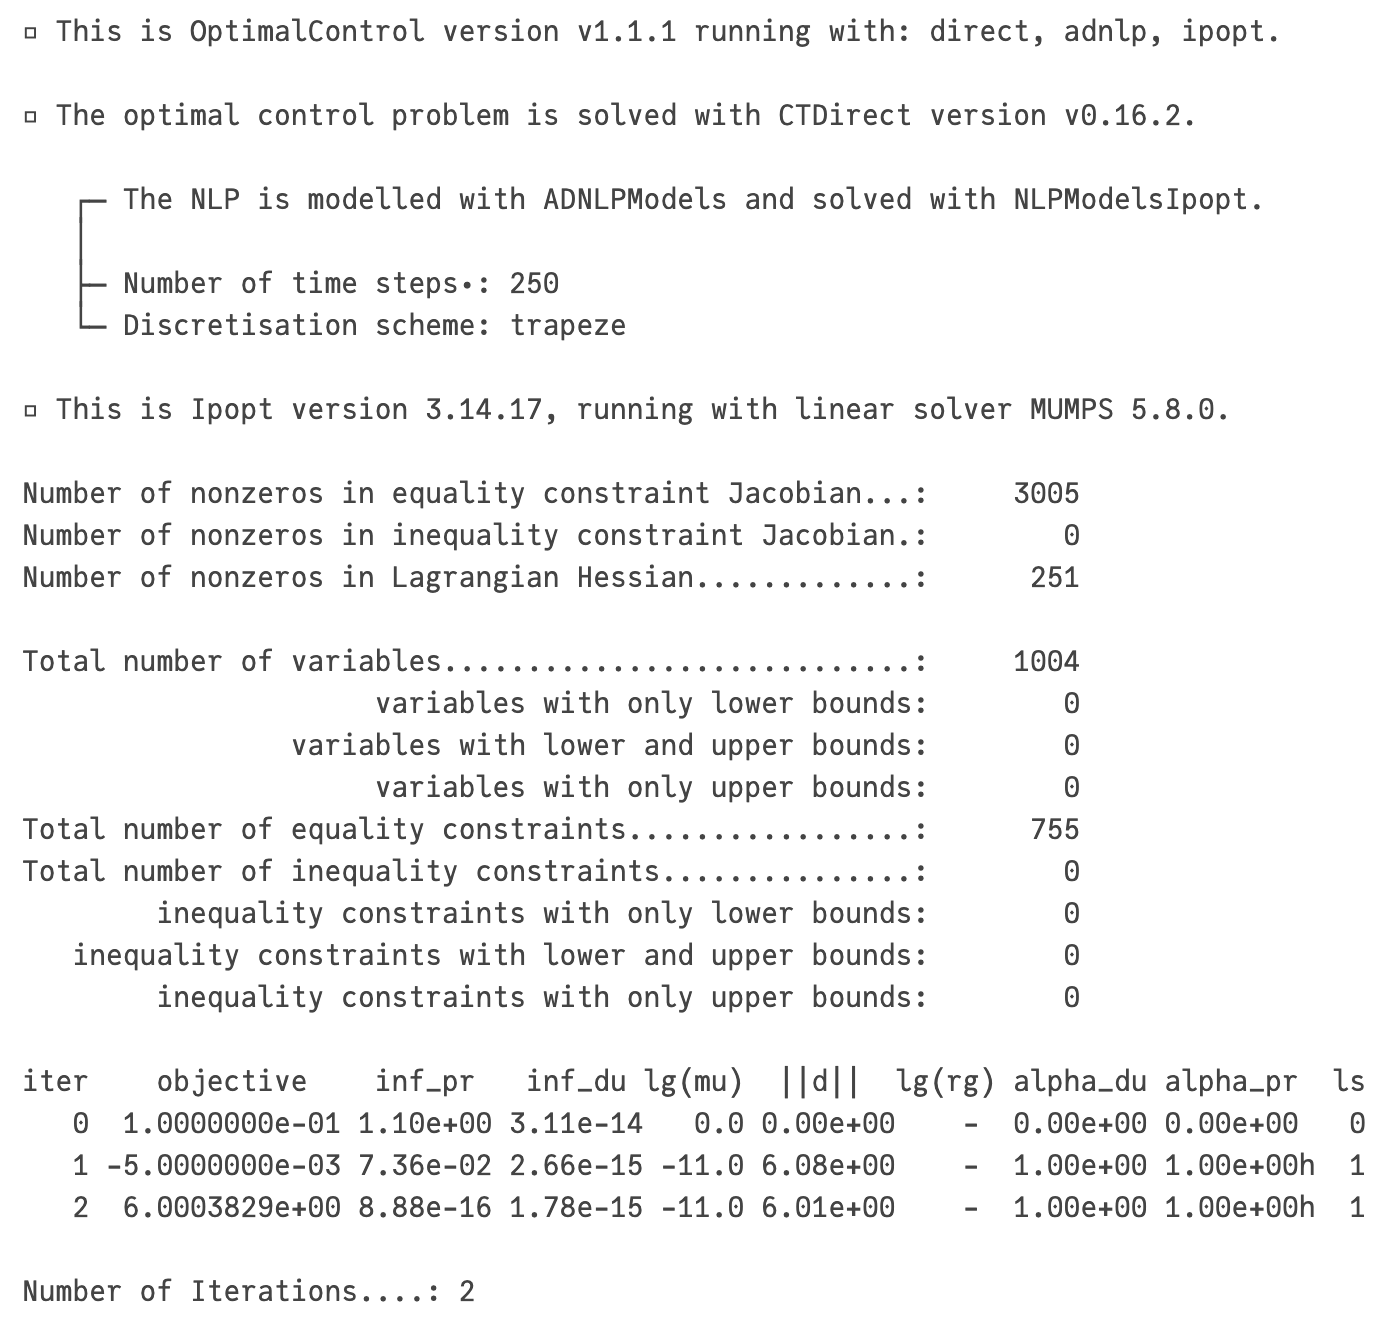 ▫ This is OptimalControl version v1.1.1 running with: direct, adnlp, ipopt.
▫ The optimal control problem is solved with CTDirect version v0.16.2.
┌─ The NLP is modelled with ADNLPModels and solved with NLPModelsIpopt.
│
├─ Number of time steps⋅: 250
└─ Discretisation scheme: trapeze
▫ This is Ipopt version 3.14.17, running with linear solver MUMPS 5.8.0.
Number of nonzeros in equality constraint Jacobian...:     3005
Number of nonzeros in inequality constraint Jacobian.:        0
Number of nonzeros in Lagrangian Hessian.............:      251
Total number of variables............................:     1004
                     variables with only lower bounds:        0
                variables with lower and upper bounds:        0
                     variables with only upper bounds:        0
Total number of equality constraints.................:      755
Total number of inequality constraints...............:        0
        inequality constraints with only lower bounds:        0
   inequality constraints with lower and upper bounds:        0
        inequality constraints with only upper bounds:        0
iter    objective    inf_pr   inf_du lg(mu)  ||d||  lg(rg) alpha_du alpha_pr  ls
   0  1.0000000e-01 1.10e+00 3.11e-14   0.0 0.00e+00    -  0.00e+00 0.00e+00   0
   1 -5.0000000e-03 7.36e-02 2.66e-15 -11.0 6.08e+00    -  1.00e+00 1.00e+00h  1
   2  6.0003829e+00 8.88e-16 1.78e-15 -11.0 6.01e+00    -  1.00e+00 1.00e+00h  1
Number of Iterations....: 2